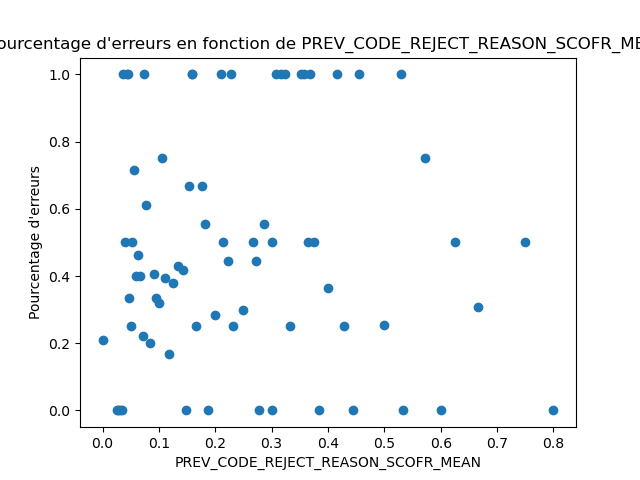 ourcentage d'erreurs en fonction de PREV_CODE_REJECT_REASON_SCOFR_ME
1.0
0.8
0.6
0.4
0.2
0.0
Pourcentage d'erreurs
0.0 0.1 0.2 0.3 0.4 0.5 0.6 0.7 0.8
PREV_CODE_REJECT_REASON_SCOFR_MEAN